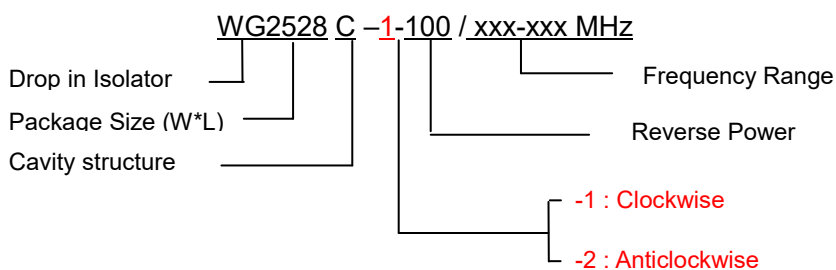 WG2528 C –1-100 / xxx-xxx MHz
Drop in Isolator
Frequency Range
Package Size (W*L)
Reverse Power
Cavity structure
-1 : Clockwise
-2 : Anticlockwise